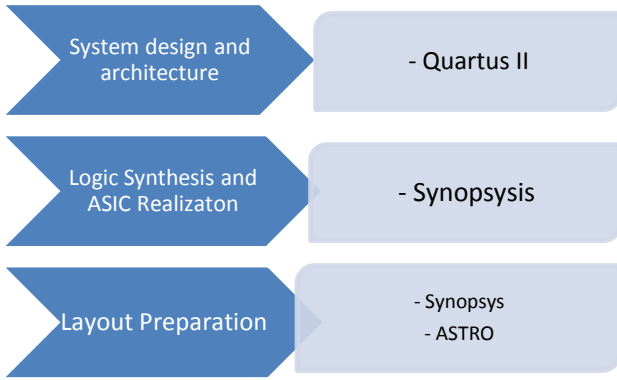 System design and
architecture
- Quartus II
Logic Synthesis and
ASIC Realizaton
- Synopsysis
Layout Preparation
- Synopsys
- ASTRO